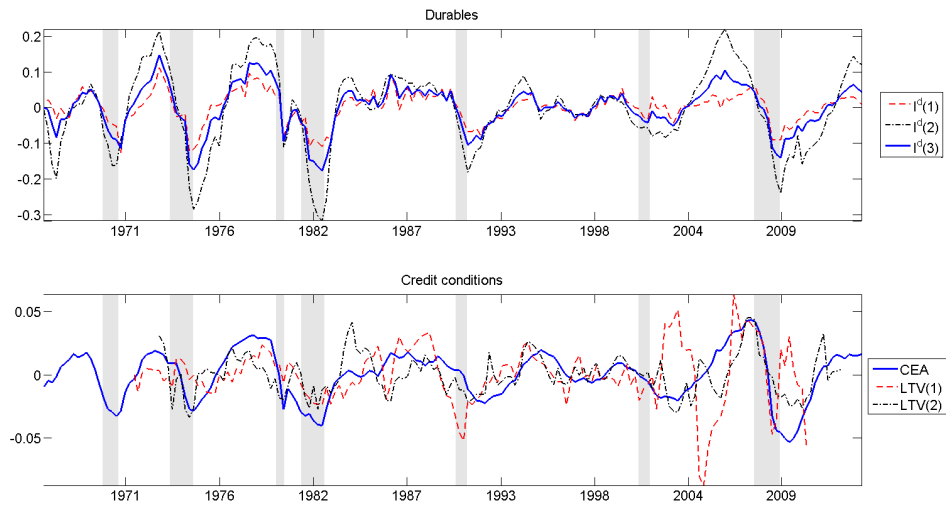 Durables
0.2
0.1
0
-0.1
-0.2
-0.3
1971 1976 1982 1987 1993 1998 2004 2009
I^d(1)
I^d(2)
I^d(3)
Credit conditions
0.05
0
-0.05
1971 1976 1982 1987 1993 1998 2004 2009
CEA
LTV(1)
LTV(2)